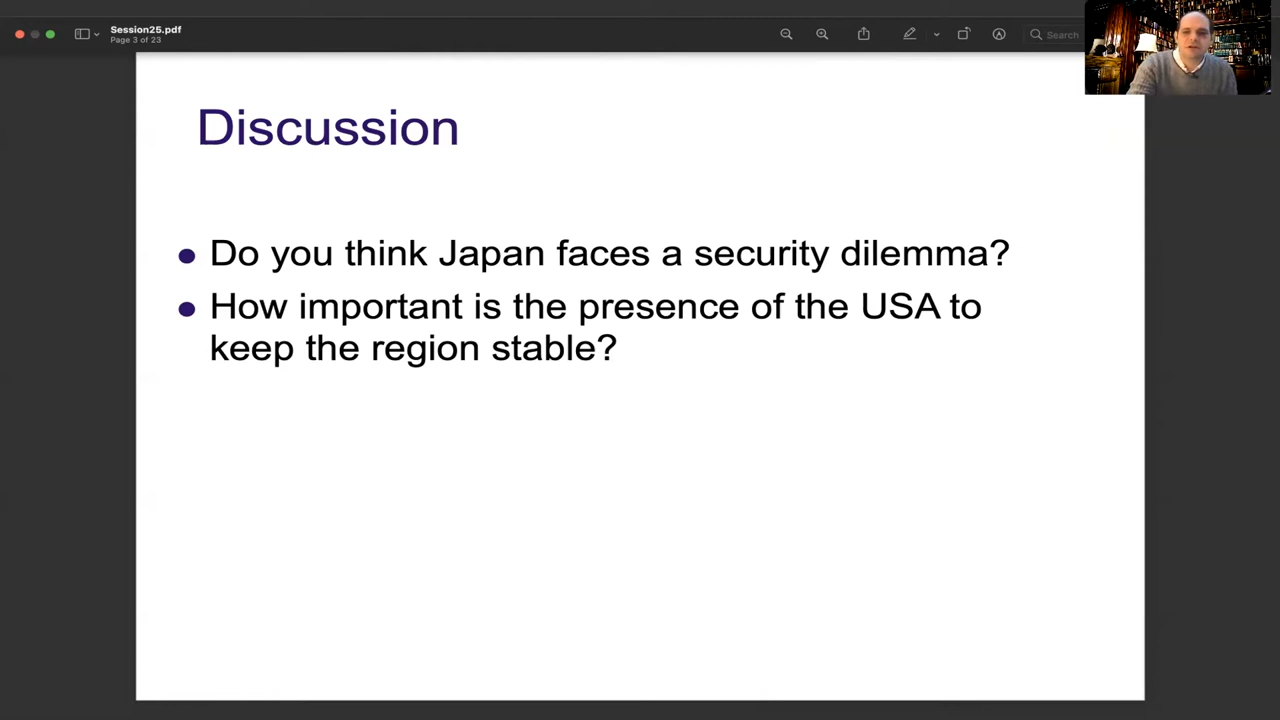 Session25.pdf
Page 3 of 23
Search
Discussion
Do you think Japan faces a security dilemma?
How important is the presence of the USA to
keep the region stable?